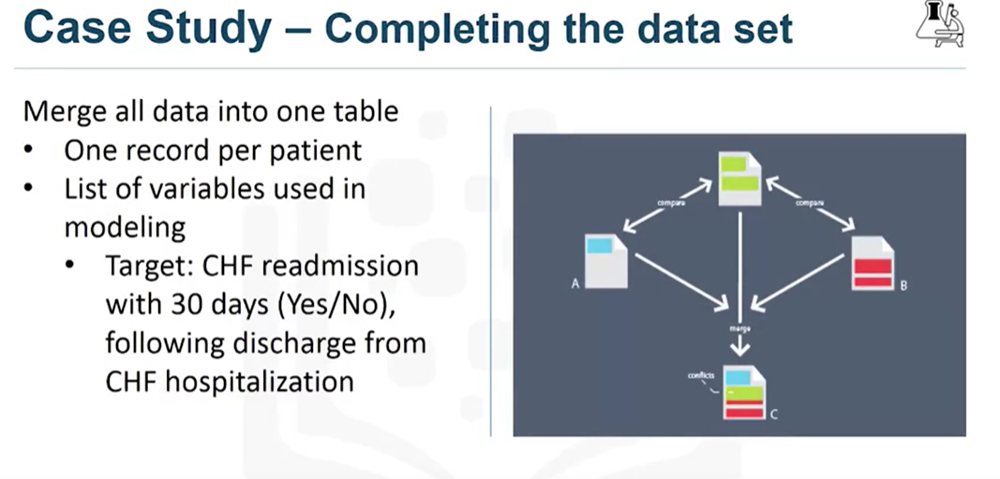 Case Study – Completing the data set
Merge all data into one table
• One record per patient
• List of variables used in
modeling
• Target: CHF readmission
with 30 days (Yes/No),
following discharge from
CHF hospitalization
compare
compare
A
B
merge
conflicts
C